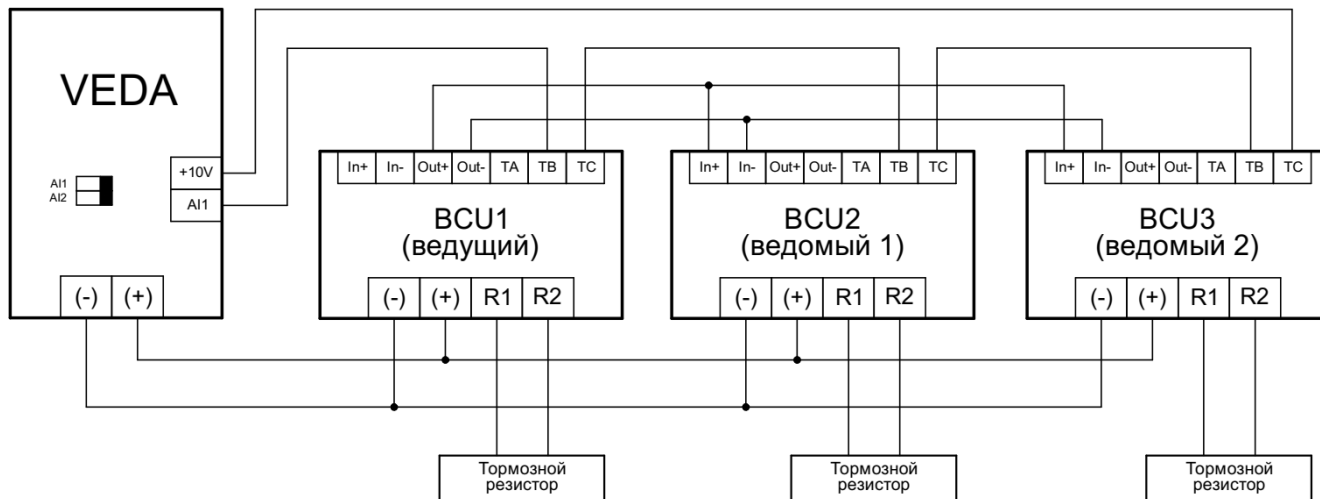 VEDA
+10V
AI1
AI1
AI2
(-) (+)
In+ In- Out+ Out- TA TB TC
BCU1
(ведущий)
(-) (+) R1 R2
In+ In- Out+ Out- TA TB TC
BCU2
(ведомый 1)
(-) (+) R1 R2
In+ In- Out+ Out- TA TB TC
BCU3
(ведомый 2)
(-) (+) R1 R2
Тормозной
резистор
Тормозной
резистор
Тормозной
резистор